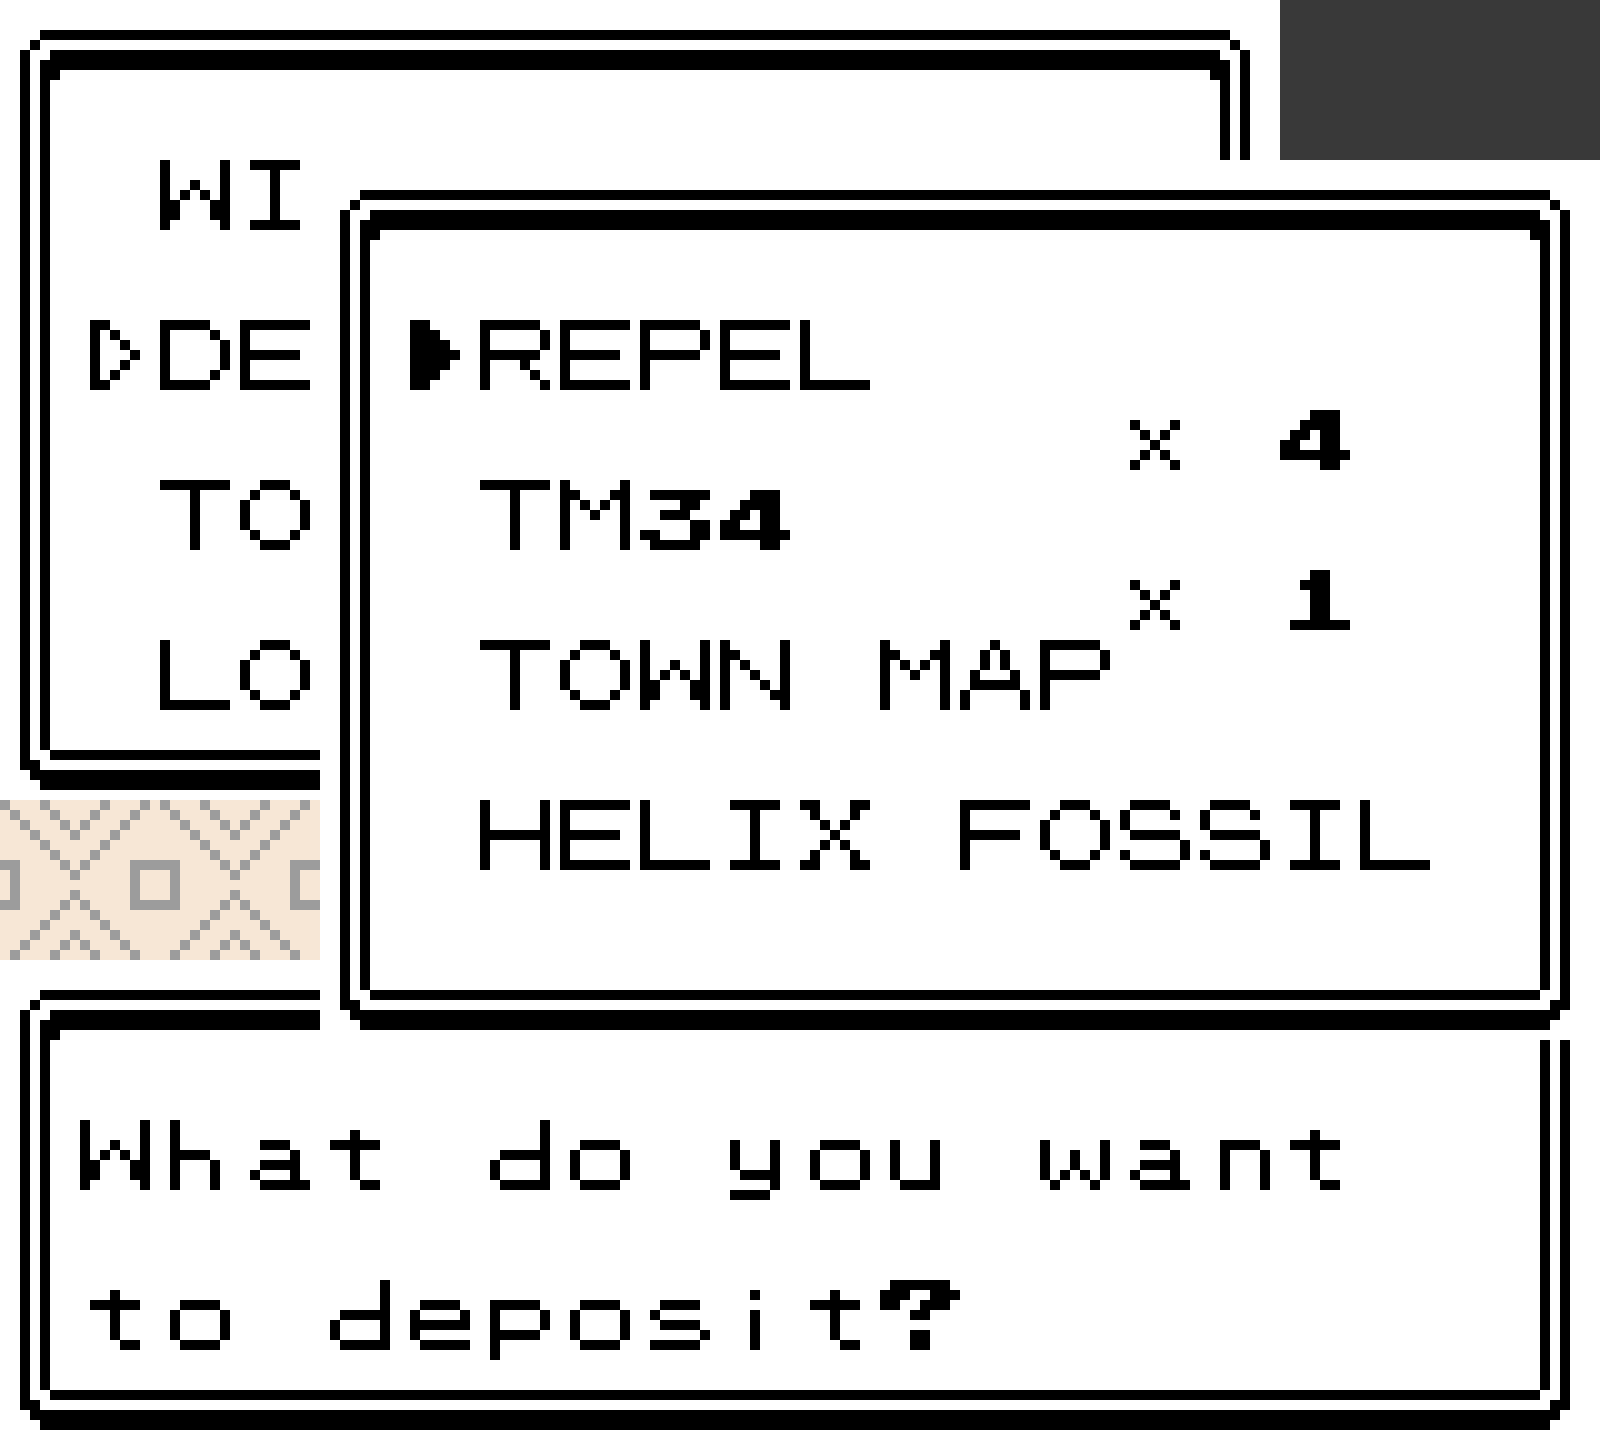 WI
DE
TO
LO
▶REPEL
× 4
TM34
× 1
TOWN MAP
HELIX FOSSIL
What do you want
to deposit?